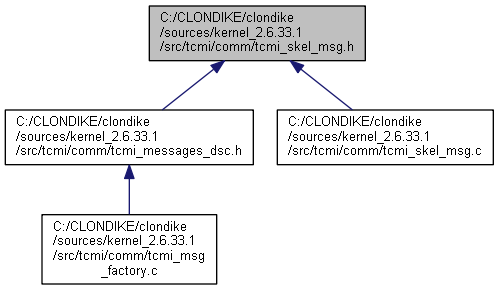 C:/CLONDIKE/clondike
/sources/kernel_2.6.33.1
/src/tcmi/comm/tcmi_skel_msg.h
C:/CLONDIKE/clondike
/sources/kernel_2.6.33.1
/src/tcmi/comm/tcmi_messages_dsc.h
C:/CLONDIKE/clondike
/sources/kernel_2.6.33.1
/src/tcmi/comm/tcmi_skel_msg.c
C:/CLONDIKE/clondike
/sources/kernel_2.6.33.1
/src/tcmi/comm/tcmi_msg
_factory.c